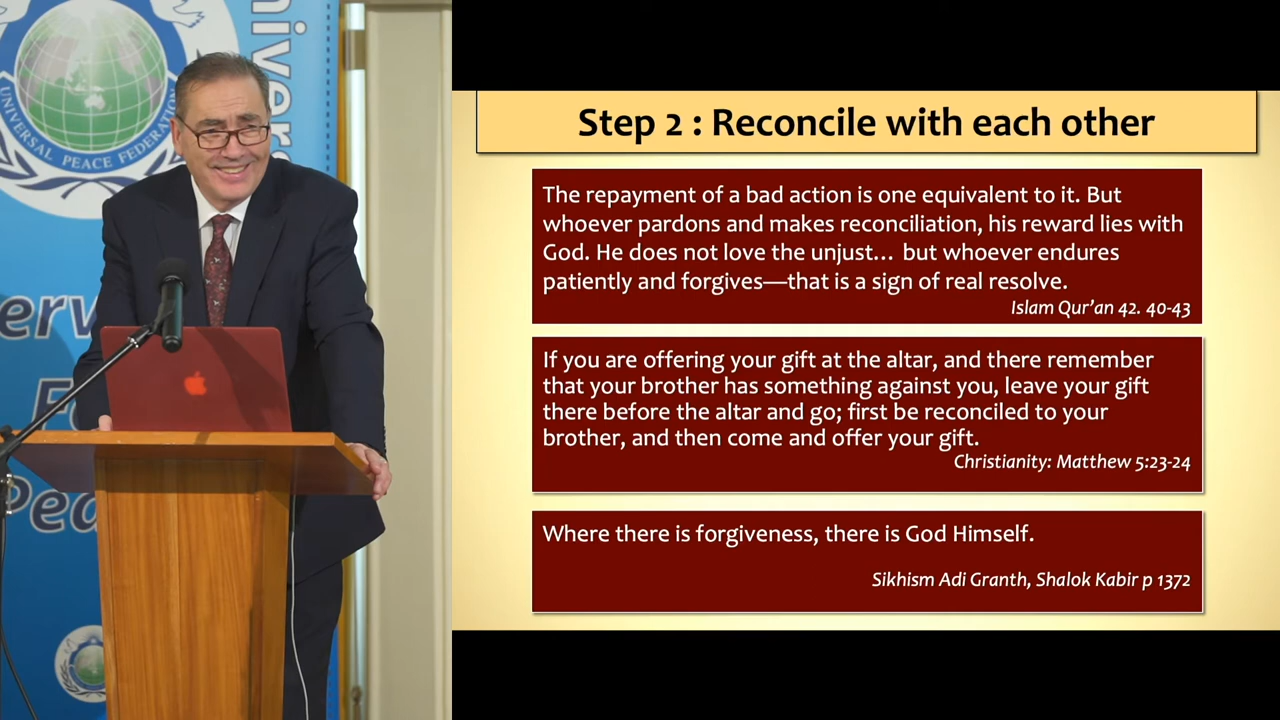 UNIVERSAL PEACE FEDERATION
niver
erv
F
Pea
Step 2 : Reconcile with each other
The repayment of a bad action is one equivalent to it. But
whoever pardons and makes reconciliation, his reward lies with
God. He does not love the unjust… but whoever endures
patiently and forgives—that is a sign of real resolve.
Islam Qur’an 42. 40-43
If you are offering your gift at the altar, and there remember
that your brother has something against you, leave your gift
there before the altar and go; first be reconciled to your
brother, and then come and offer your gift.
Christianity: Matthew 5:23-24
Where there is forgiveness, there is God Himself.
Sikhism Adi Granth, Shalok Kabir p 1372